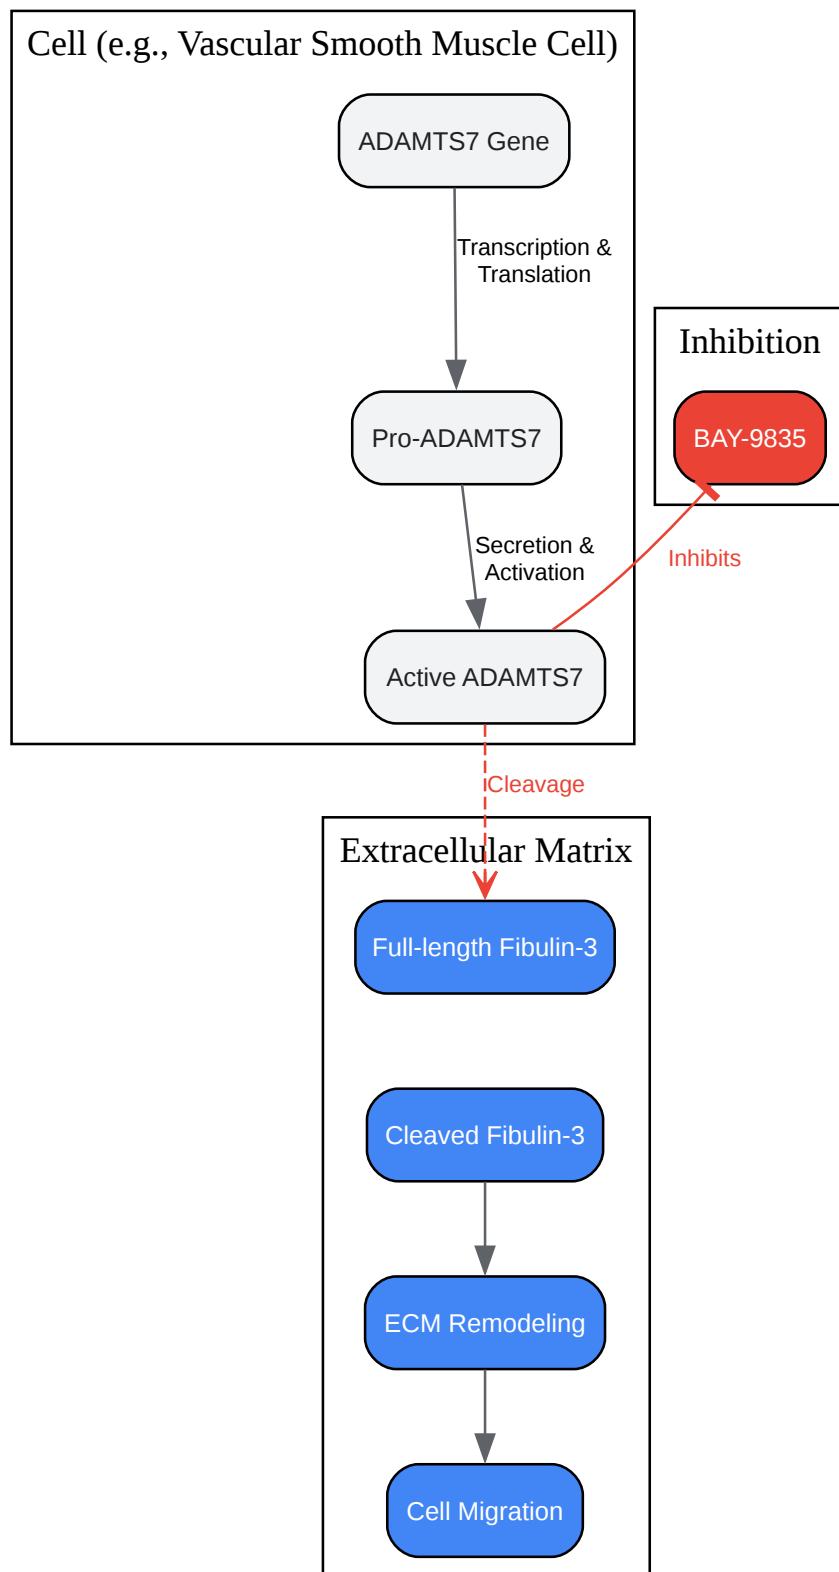 Cell (e.g., Vascular Smooth Muscle Cell)
ADAMTS7 Gene
Transcription &
Translation
Inhibition
Pro-ADAMTS7
BAY-9835
Secretion &
Activation
Inhibits
Active ADAMTS7
Cleavage
Extracellular Matrix
Full-length Fibulin-3
Cleaved Fibulin-3
ECM Remodeling
Cell Migration